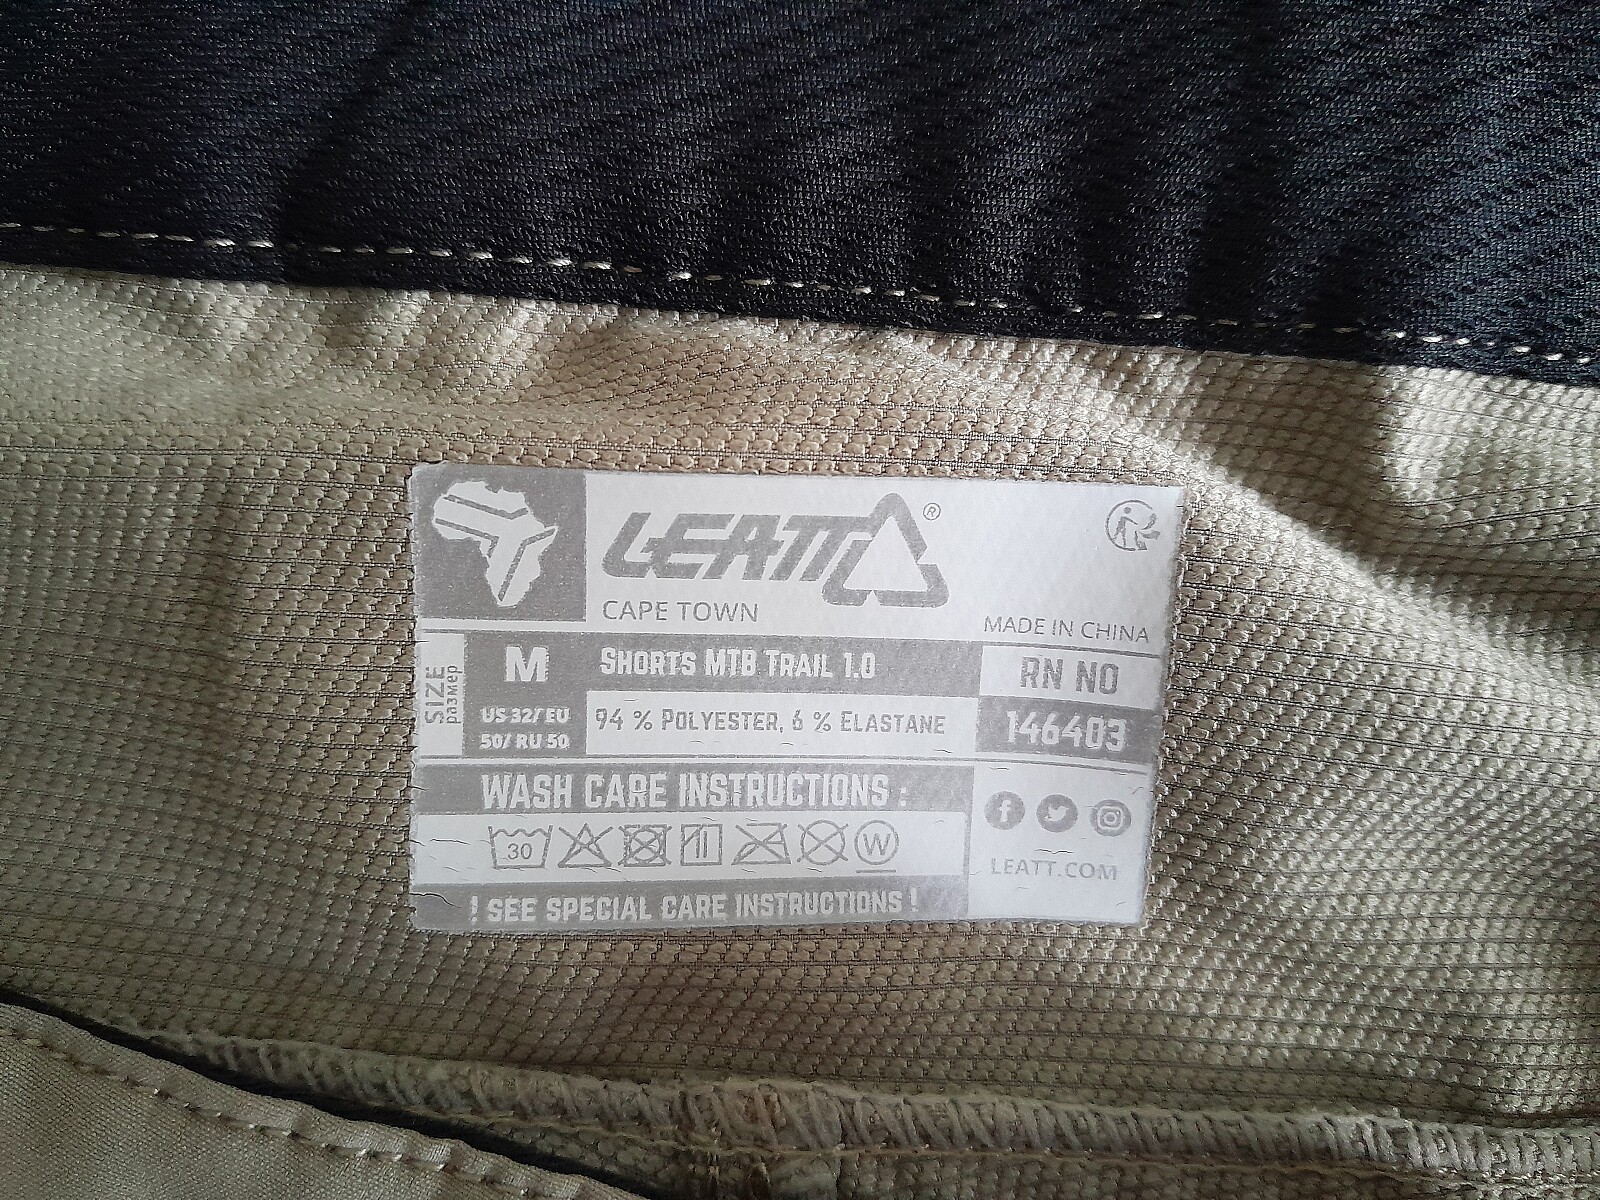 LEATT®
CAPE TOWN
MADE IN CHINA
SIZE
размер
M
US 32/ EU
50/ RU 50
SHORTS MTB TRAIL 1.0
94 % POLYESTER, 6 % ELASTANE
RN NO
146403
WASH CARE INSTRUCTIONS :
30
W
! SEE SPECIAL CARE INSTRUCTIONS !
LEATT.COM